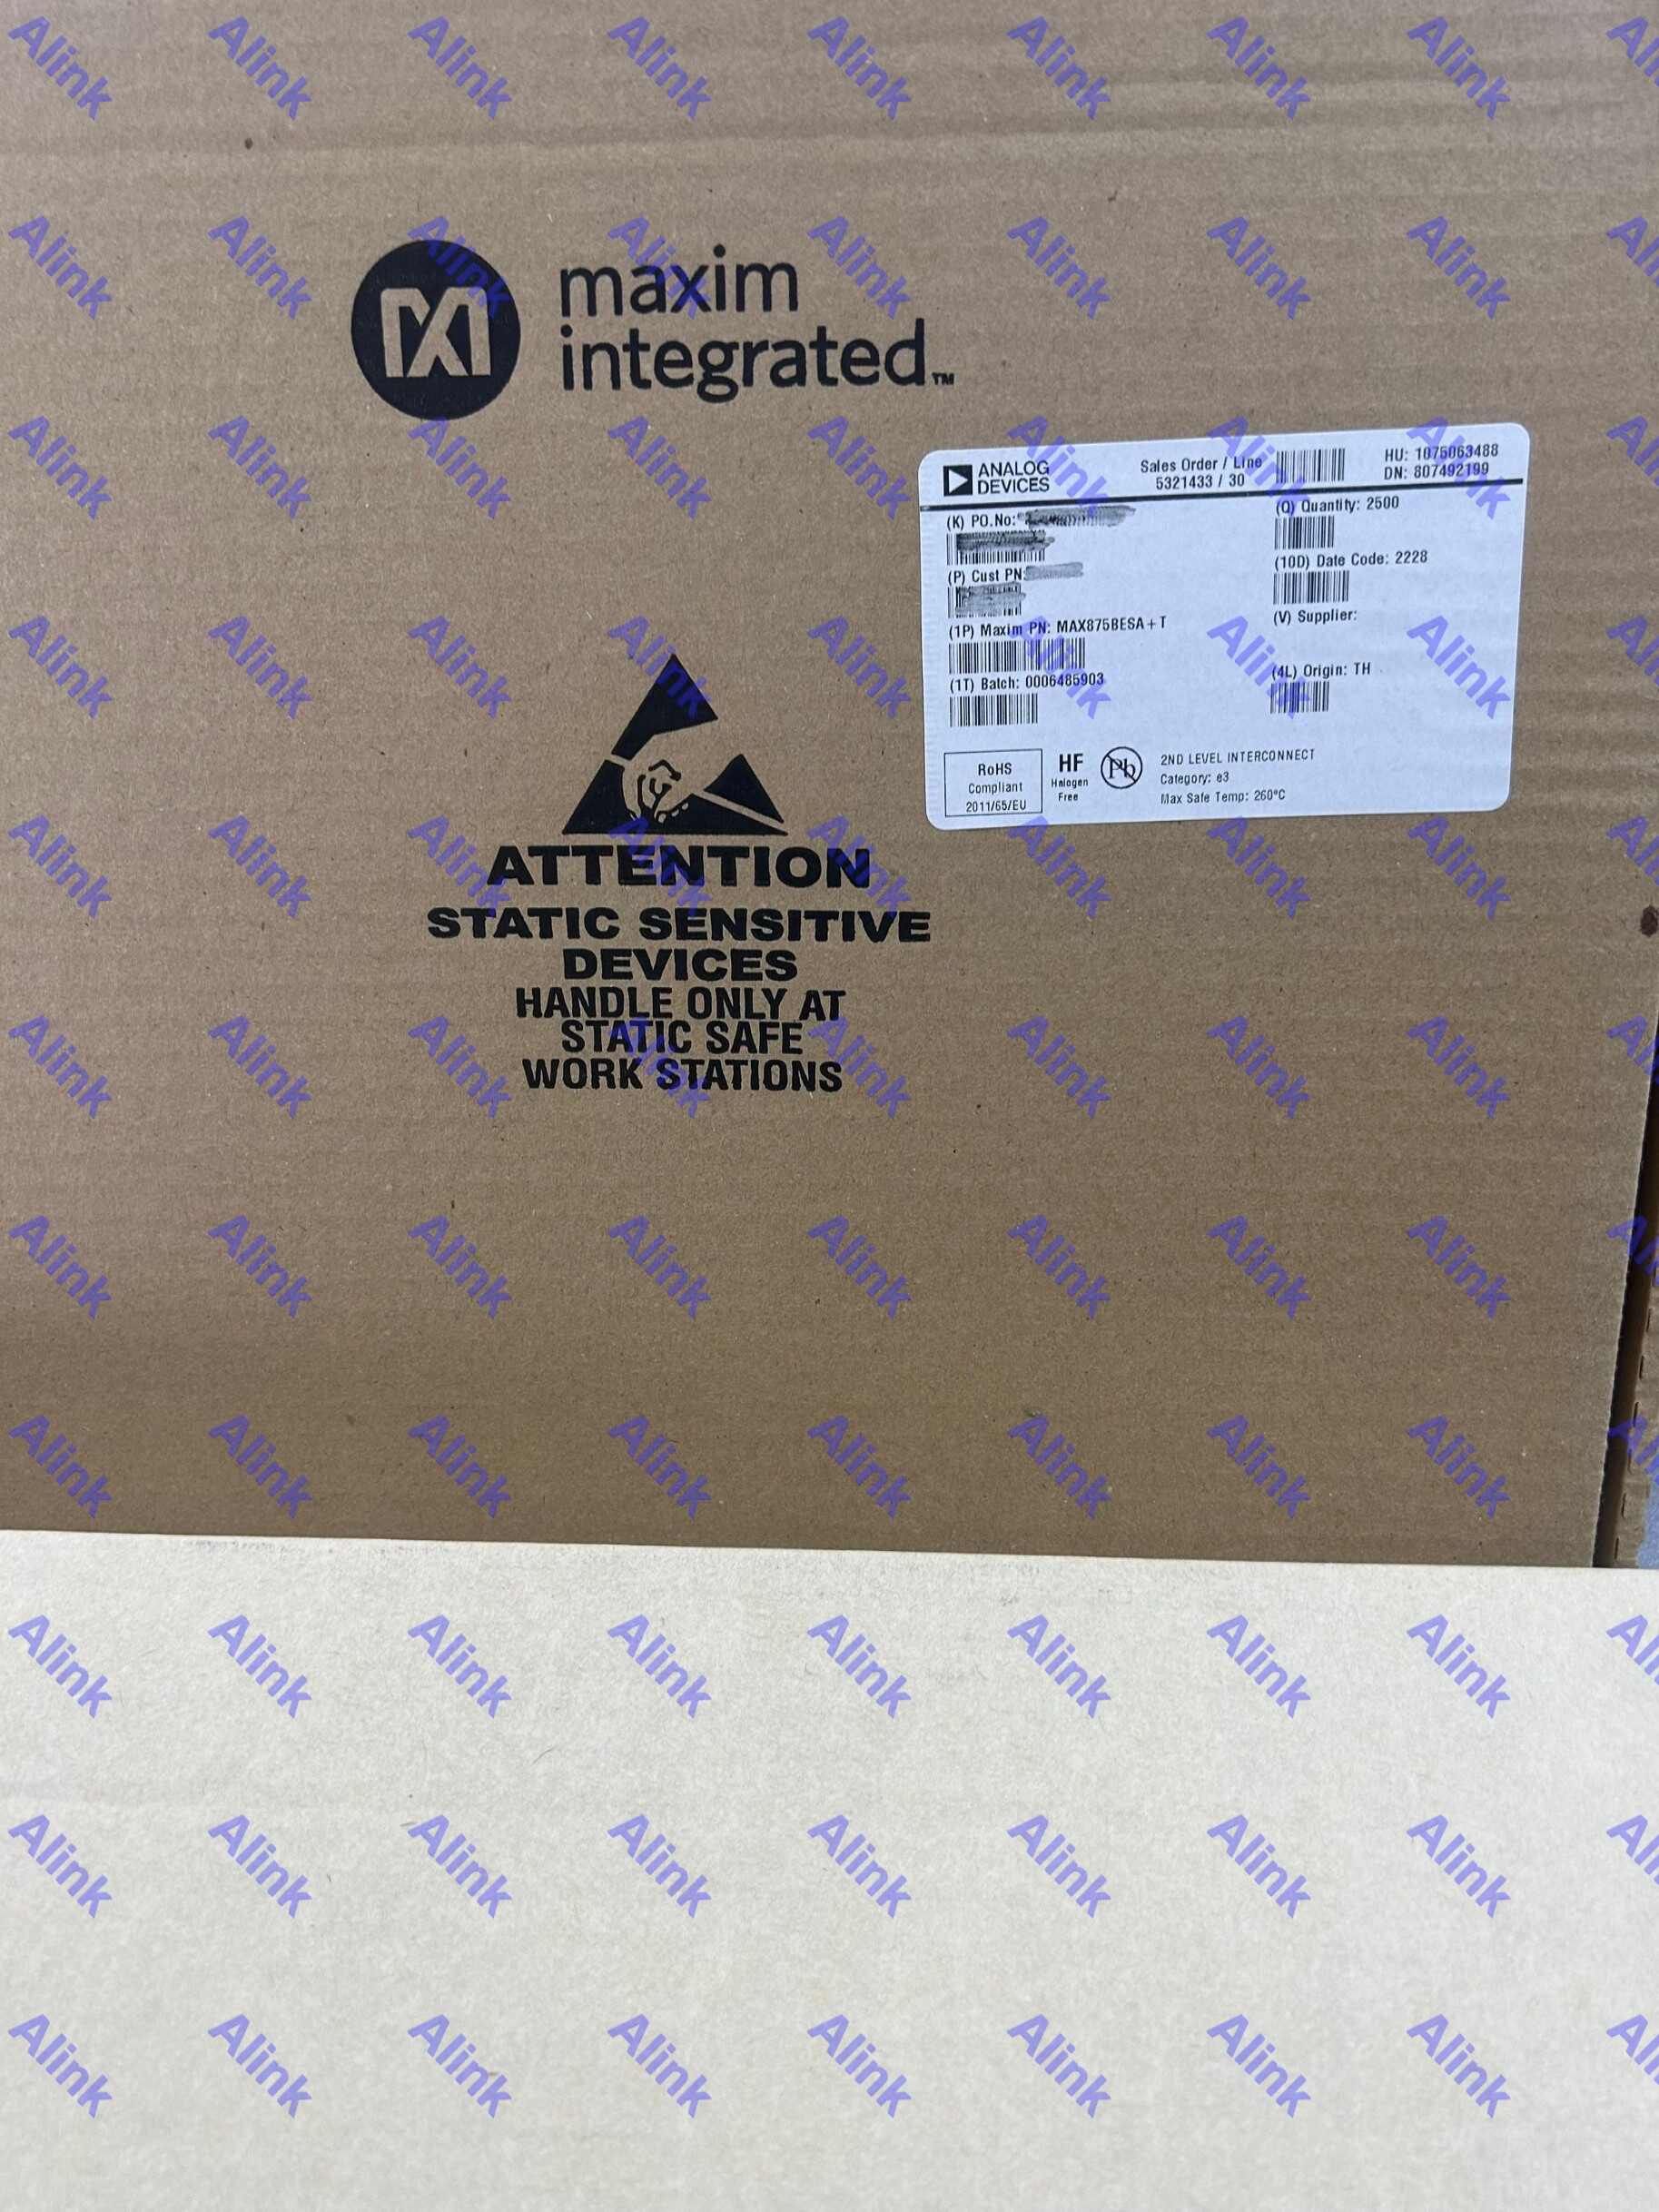 maxim
integrated™
ANALOG
DEVICES
Sales Order / Line
5321433 / 30
HU: 1075063488
DN: 807492199
(K) PO.No:
(Q) Quantity: 2500
(P) Cust PN:
(10D) Date Code: 2228
(1P) Maxim PN: MAX875BESA+T
(V) Supplier:
(1T) Batch: 0006485903
(4L) Origin: TH
RoHS
Compliant
2011/65/EU
HF
Halogen
Free
Pb
2ND LEVEL INTERCONNECT
Category: e3
Max Safe Temp: 260°C
ATTENTION
STATIC SENSITIVE
DEVICES
HANDLE ONLY AT
STATIC SAFE
WORK STATIONS
Alink